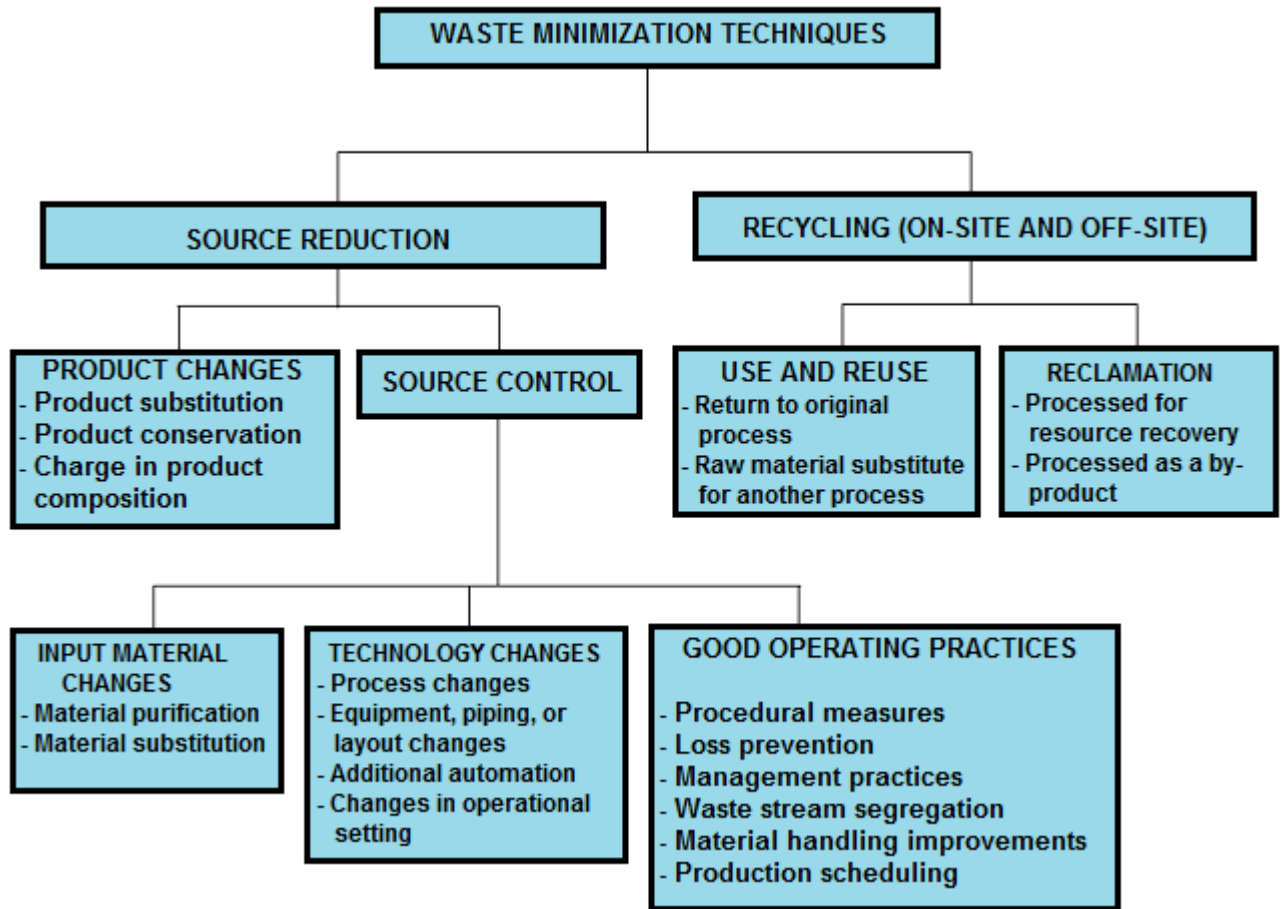 WASTE MINIMIZATION TECHNIQUES
SOURCE REDUCTION
RECYCLING (ON-SITE AND OFF-SITE)
PRODUCT CHANGES
- Product substitution
- Product conservation
- Charge in product
composition
SOURCE CONTROL
USE AND REUSE
- Return to original
process
- Raw material substitute
for another process
RECLAMATION
- Processed for
resource recovery
- Processed as a by-
product
INPUT MATERIAL
CHANGES
- Material purification
- Material substitution
TECHNOLOGY CHANGES
- Process changes
- Equipment, piping, or
layout changes
- Additional automation
- Changes in operational
setting
GOOD OPERATING PRACTICES
- Procedural measures
- Loss prevention
- Management practices
- Waste stream segregation
- Material handling improvements
- Production scheduling